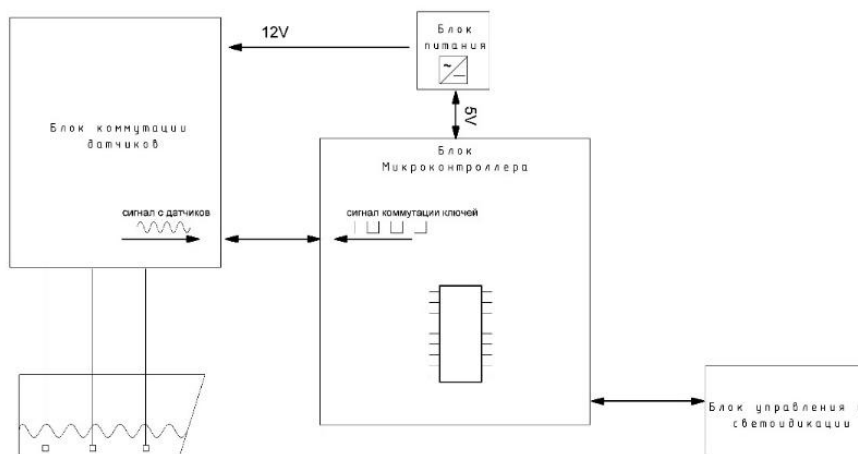 12V
Блок
питания
5V
Блок коммутации
датчиков
Блок
Микроконтроллера
сигнал с датчиков
сигнал коммутации ключей
Блок управления
светоидикации